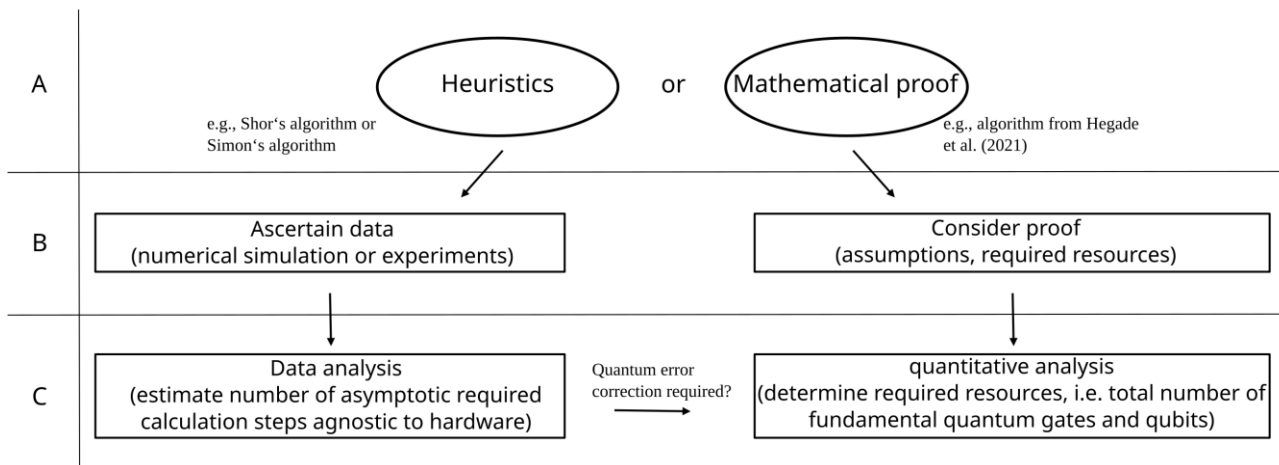 A
Heuristics
or
Mathematical proof
e.g., Shor‘s algorithm or
Simon‘s algorithm
e.g., algorithm from Hegade
et al. (2021)
B
Ascertain data
(numerical simulation or experiments)
Consider proof
(assumptions, required resources)
C
Data analysis
(estimate number of asymptotic required
calculation steps agnostic to hardware)
Quantum error
correction required?
quantitative analysis
(determine required resources, i.e. total number of
fundamental quantum gates and qubits)